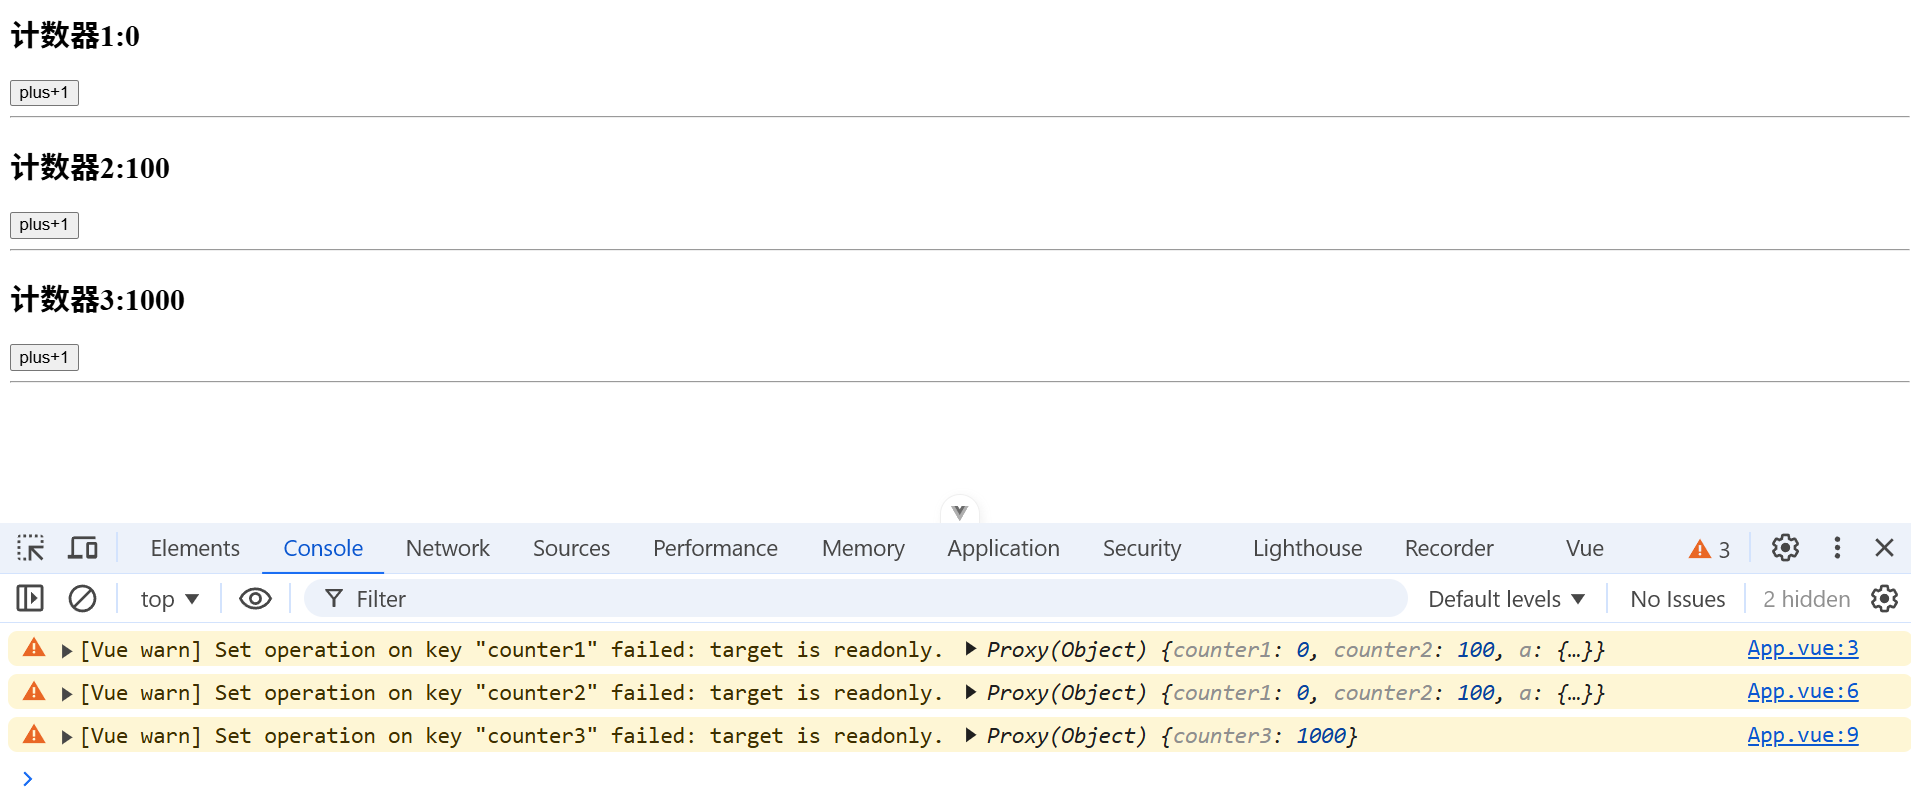 计数器1:0
plus+1
计数器2:100
plus+1
计数器3:1000
plus+1
Elements Console Network Sources Performance Memory Application Security Lighthouse Recorder Vue 3
top Filter Default levels No Issues 2 hidden
[Vue warn] Set operation on key "counter1" failed: target is readonly. Proxy(Object) {counter1: 0, counter2: 100, a: {…}} App.vue:3
[Vue warn] Set operation on key "counter2" failed: target is readonly. Proxy(Object) {counter1: 0, counter2: 100, a: {…}} App.vue:6
[Vue warn] Set operation on key "counter3" failed: target is readonly. Proxy(Object) {counter3: 1000} App.vue:9